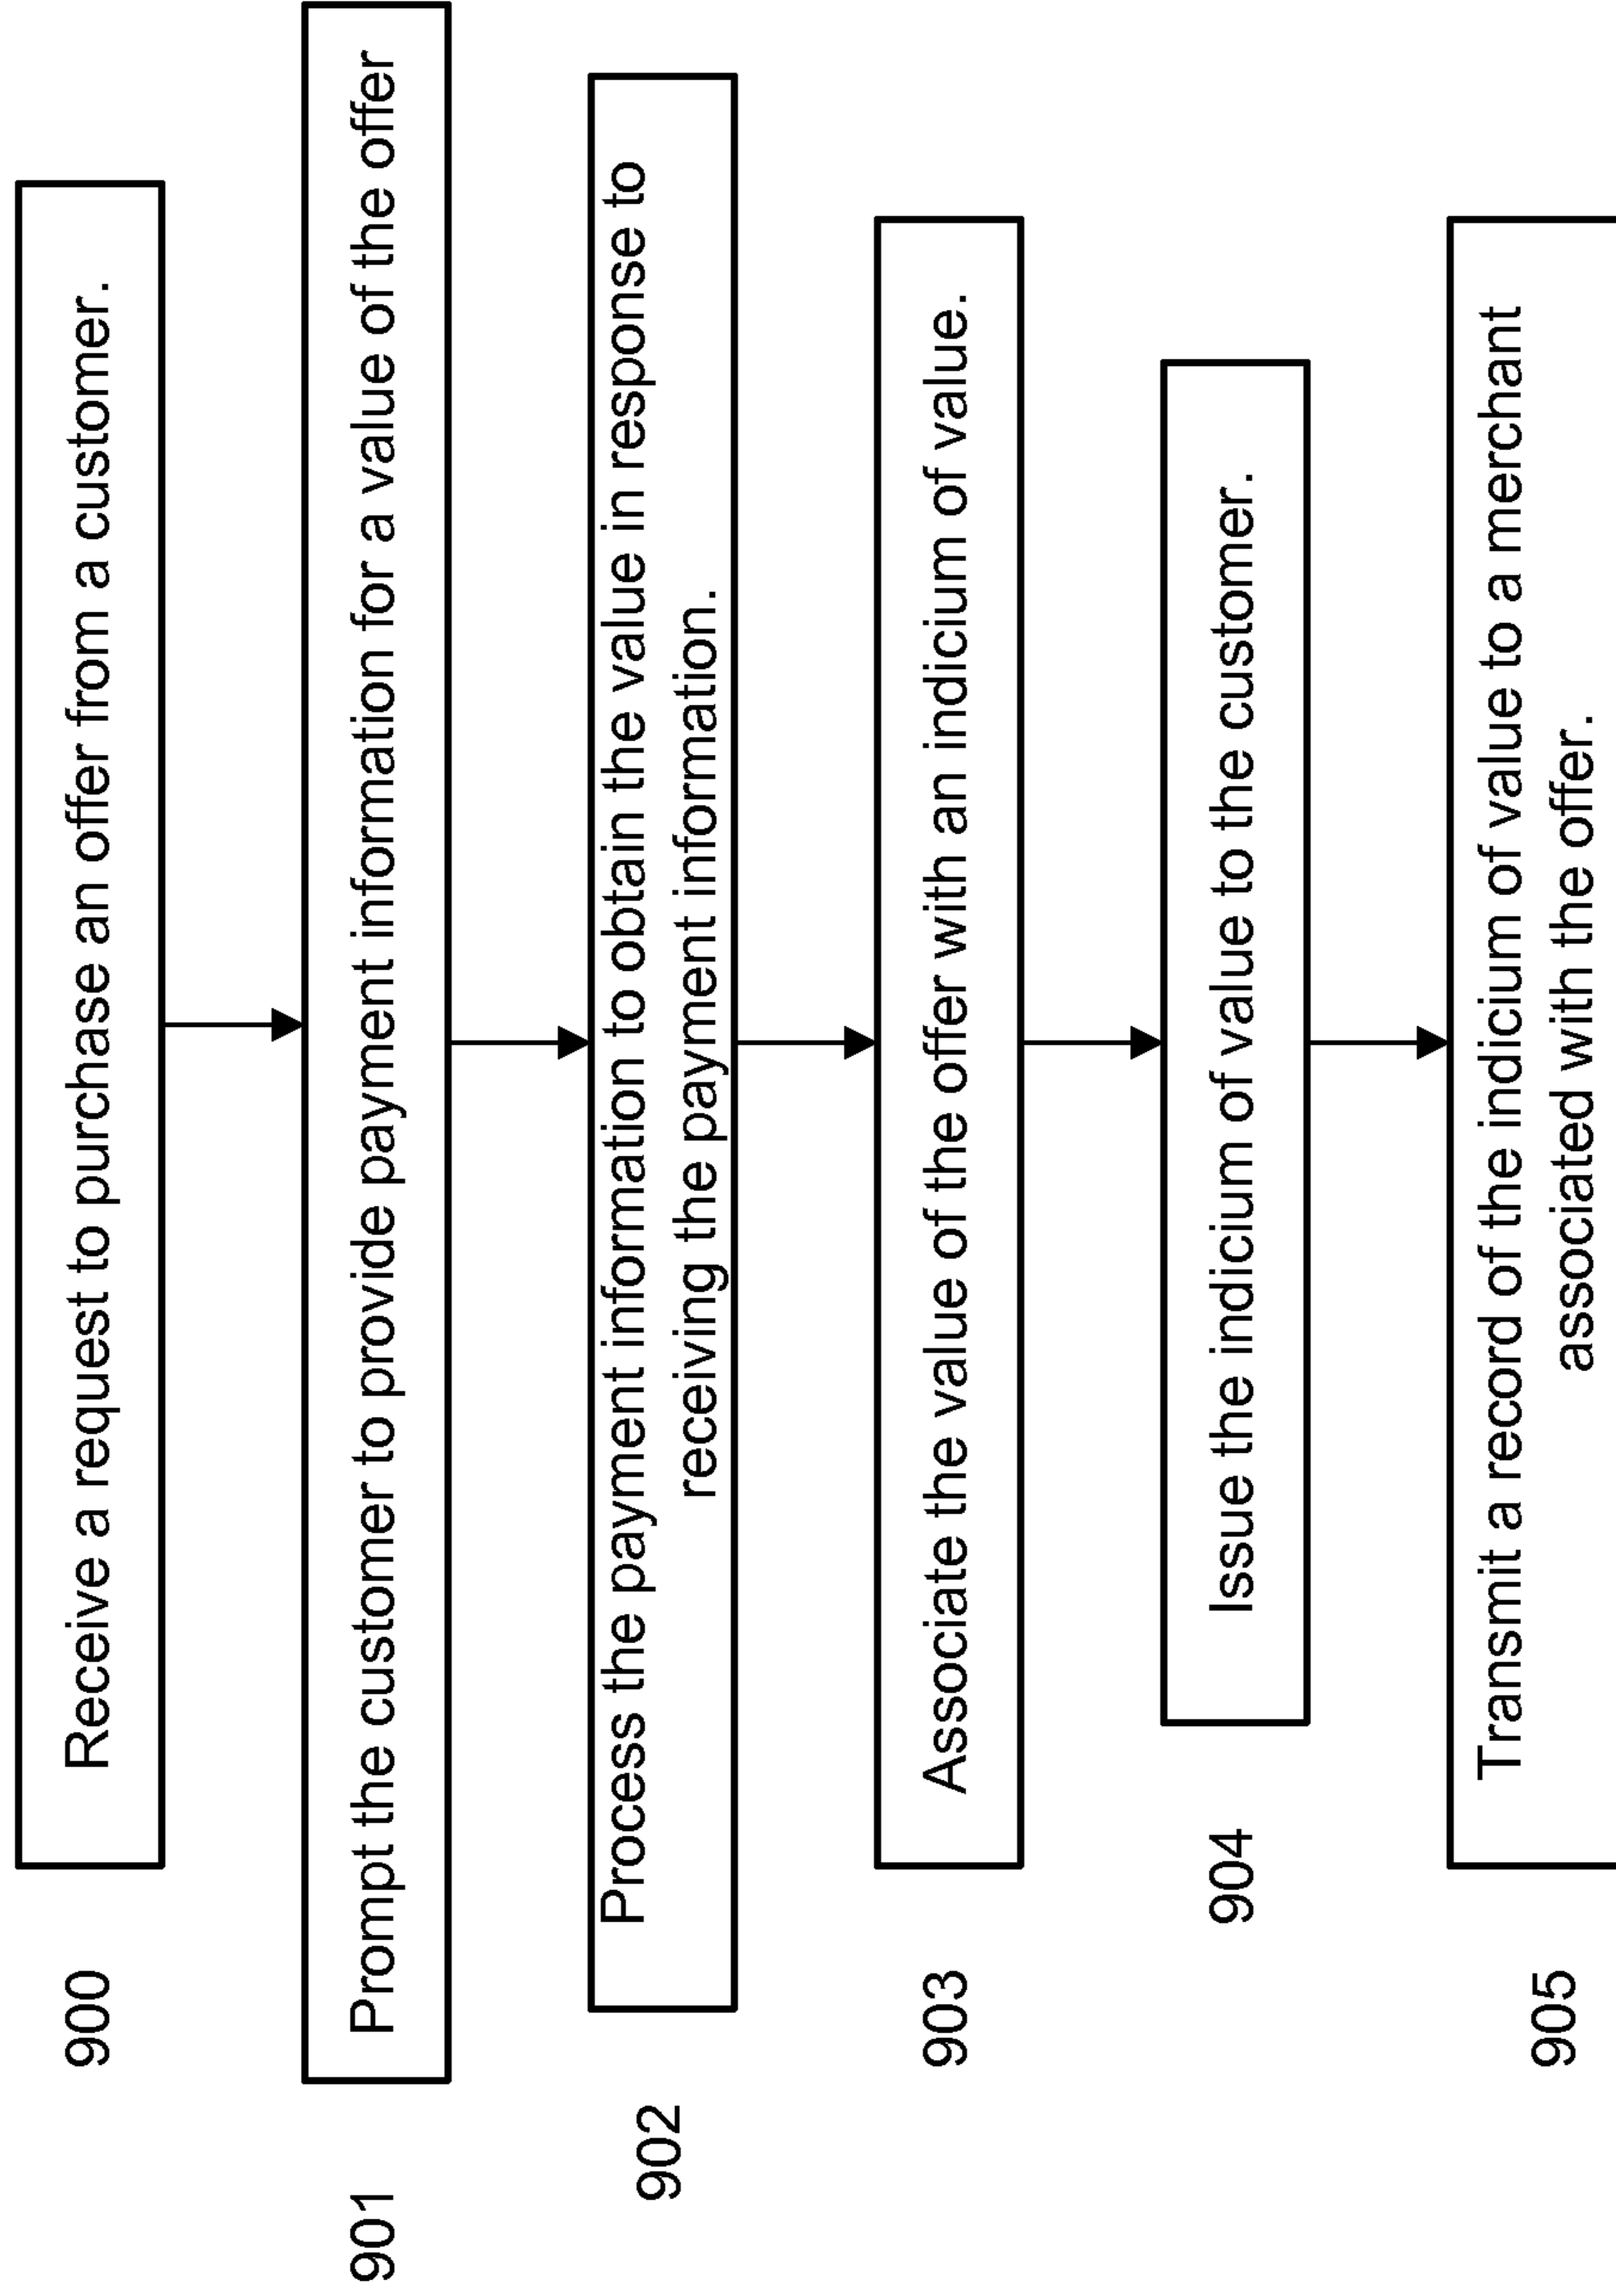 900
Receive a request to purchase an offer from a customer.
901
Prompt the customer to provide payment information for a value of the offer
902
Process the payment information to obtain the value in response to
receiving the payment information.
903
Associate the value of the offer with an indicium of value.
904
Issue the indicium of value to the customer.
905
Transmit a record of the indicium of value to a merchant
associated with the offer.